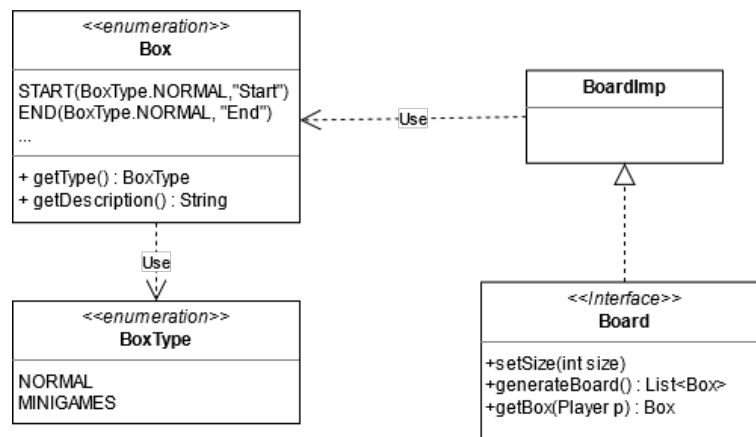 <<enumeration>>
Box
START(BoxType.NORMAL,"Start")
END(BoxType.NORMAL, "End")
...
+ getType() : BoxType
+ getDescription() : String
Use
BoardImp
Use
<<enumeration>>
BoxType
NORMAL
MINIGAMES
<<Interface>>
Board
+setSize(int size)
+generateBoard() : List<Box>
+getBox(Player p) : Box